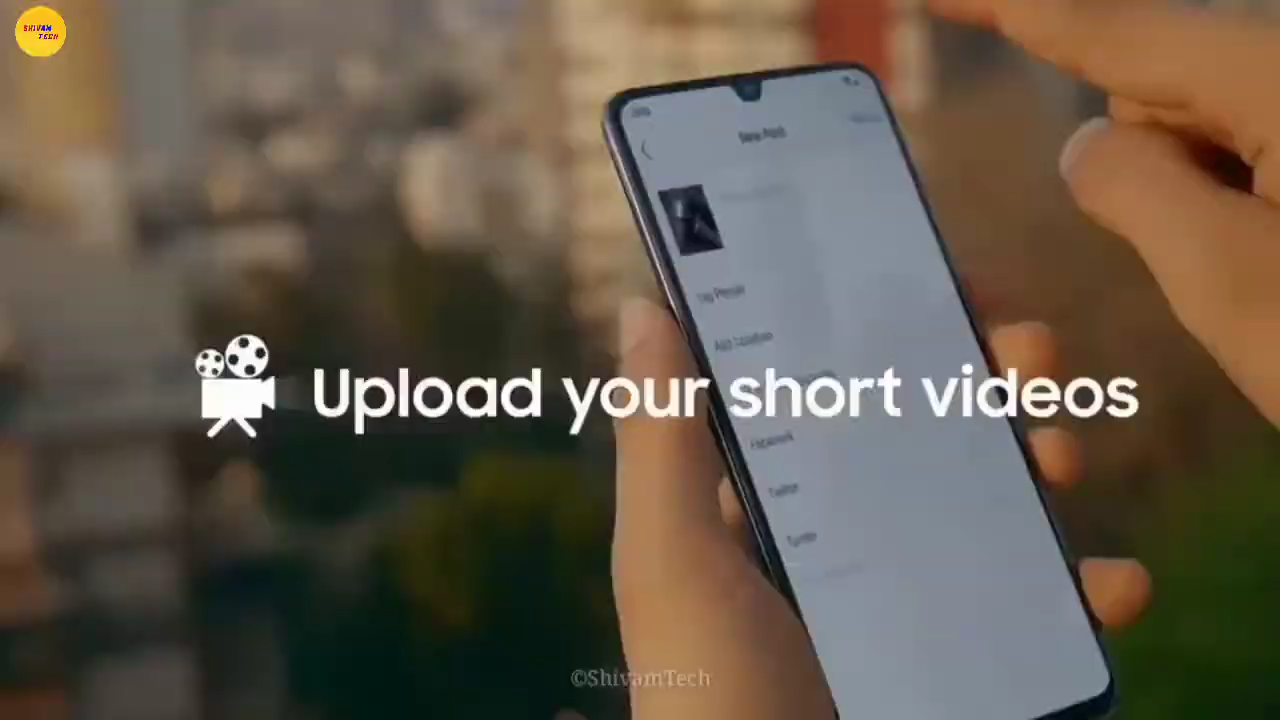 SHIVAM
TECH
New Post
Tag People
Add Location
Upload your short videos
Facebook
Twitter
Tumblr
©ShivamTech